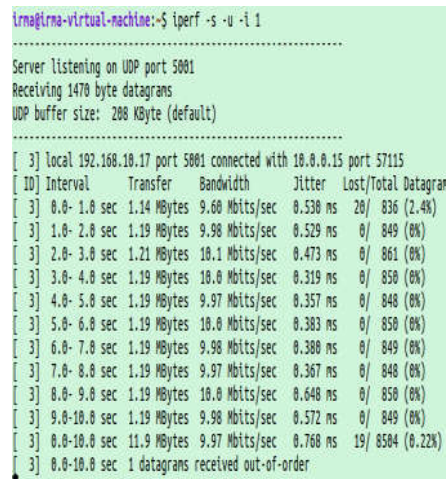 irma@irma-virtual-machine:~$ iperf -s -u -i 1
------------------------------------------------------------
Server listening on UDP port 5001
Receiving 1470 byte datagrams
UDP buffer size:  208 KByte (default)
------------------------------------------------------------
[  3] local 192.168.10.17 port 5001 connected with 10.0.0.15 port 57115
[ ID] Interval       Transfer     Bandwidth        Jitter   Lost/Total Datagram
[  3]  0.0- 1.0 sec  1.14 MBytes  9.60 Mbits/sec   0.530 ms   20/  836 (2.4%)
[  3]  1.0- 2.0 sec  1.19 MBytes  9.98 Mbits/sec   0.529 ms    0/  849 (0%)
[  3]  2.0- 3.0 sec  1.21 MBytes  10.1 Mbits/sec   0.473 ms    0/  861 (0%)
[  3]  3.0- 4.0 sec  1.19 MBytes  10.0 Mbits/sec   0.319 ms    0/  850 (0%)
[  3]  4.0- 5.0 sec  1.19 MBytes  9.97 Mbits/sec   0.357 ms    0/  848 (0%)
[  3]  5.0- 6.0 sec  1.19 MBytes  10.0 Mbits/sec   0.383 ms    0/  850 (0%)
[  3]  6.0- 7.0 sec  1.19 MBytes  9.98 Mbits/sec   0.380 ms    0/  849 (0%)
[  3]  7.0- 8.0 sec  1.19 MBytes  9.97 Mbits/sec   0.367 ms    0/  848 (0%)
[  3]  8.0- 9.0 sec  1.19 MBytes  10.0 Mbits/sec   0.648 ms    0/  850 (0%)
[  3]  9.0-10.0 sec  1.19 MBytes  9.98 Mbits/sec   0.572 ms    0/  849 (0%)
[  3]  0.0-10.0 sec  11.9 MBytes  9.97 Mbits/sec   0.768 ms   19/ 8504 (0.22%)
[  3]  0.0-10.0 sec  1 datagrams received out-of-order